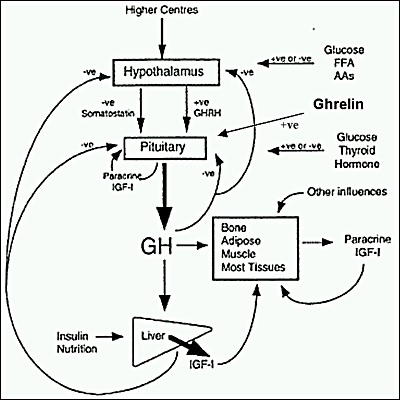 Higher Centres
Hypothalamus
-ve
-ve
+ve or -ve
Glucose
FFA
AAs
-ve
Somatostatin
+ve
GHRH
Ghrelin
+ve
-ve
Pituitary
+ve or -ve
Glucose
Thyroid
Hormone
Paracrine
IGF-I
-ve
Other influences
GH
Bone
Adipose
Muscle
Most Tissues
Paracrine
IGF-I
Insulin
Nutrition
Liver
IGF-I